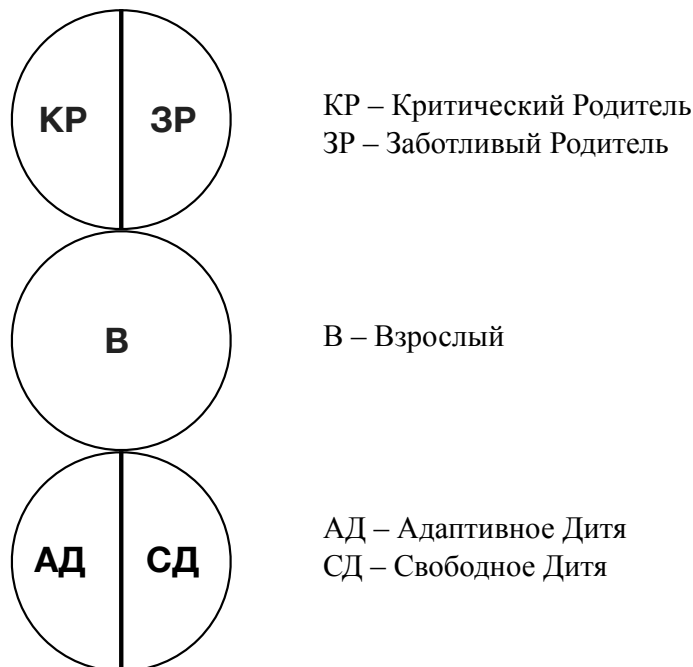 КР ЗР
КР – Критический Родитель
ЗР – Заботливый Родитель
В
В – Взрослый
АД СД
АД – Адаптивное Дитя
СД – Свободное Дитя